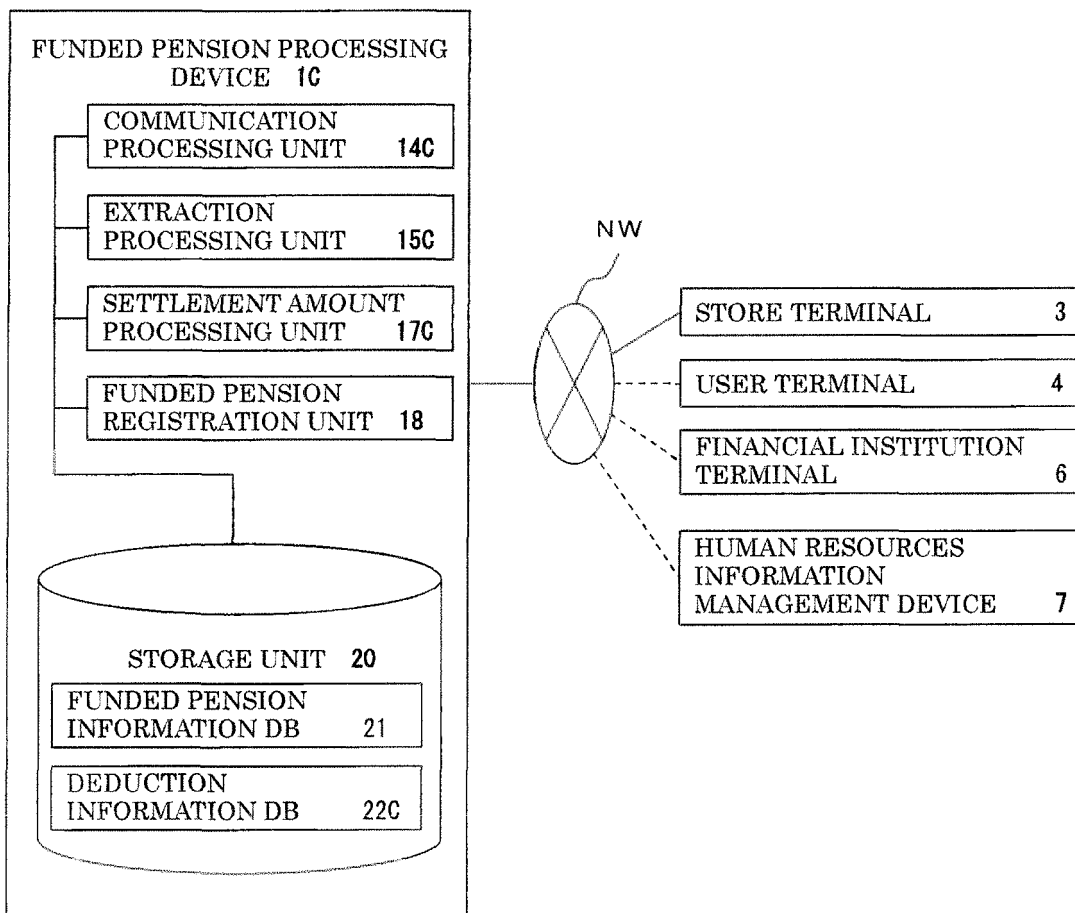 FUNDED PENSION PROCESSING
DEVICE 1C
COMMUNICATION
PROCESSING UNIT 14C
EXTRACTION
PROCESSING UNIT 15C
SETTLEMENT AMOUNT
PROCESSING UNIT 17C
FUNDED PENSION
REGISTRATION UNIT 18
STORAGE UNIT 20
FUNDED PENSION
INFORMATION DB 21
DEDUCTION
INFORMATION DB 22C
NW
STORE TERMINAL 3
USER TERMINAL 4
FINANCIAL INSTITUTION
TERMINAL 6
HUMAN RESOURCES
INFORMATION
MANAGEMENT DEVICE 7